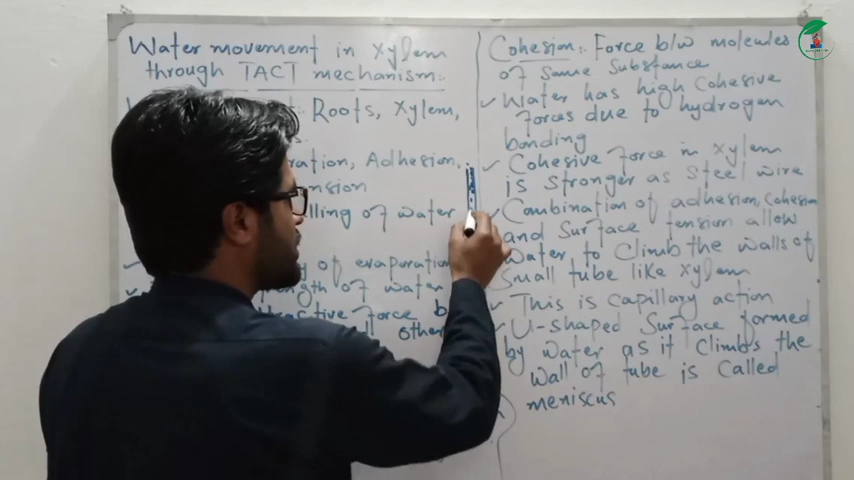 Water movement in Xylem
through TACT mechanism:-
Roots, Xylem,
ration, Adhesion,
nsion
lling of water
y of evaporation
ngth of water
ttractive Force b
other
Cohesion:- Force b/w molecules
of Same Substance
✓ Water has high Cohesive
forces due to hydrogen
bonding
✓ Cohesive force in xylem
is stronger as steel wire
✓ Combination of adhesion, Cohesion
and Surface tension allow
water to Climb the walls of
Small tube like xylem
✓ This is capillary action
✓ U-shaped Surface formed
by water as it climbs the
wall of tube is called
meniscus